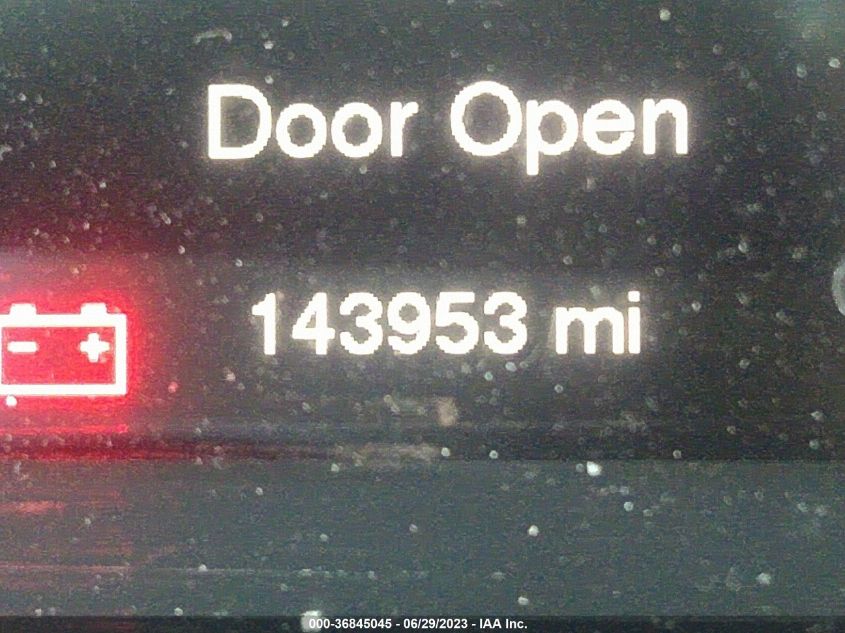 Door Open
143953 mi
000-36845045 - 06/29/2023 - IAA Inc.